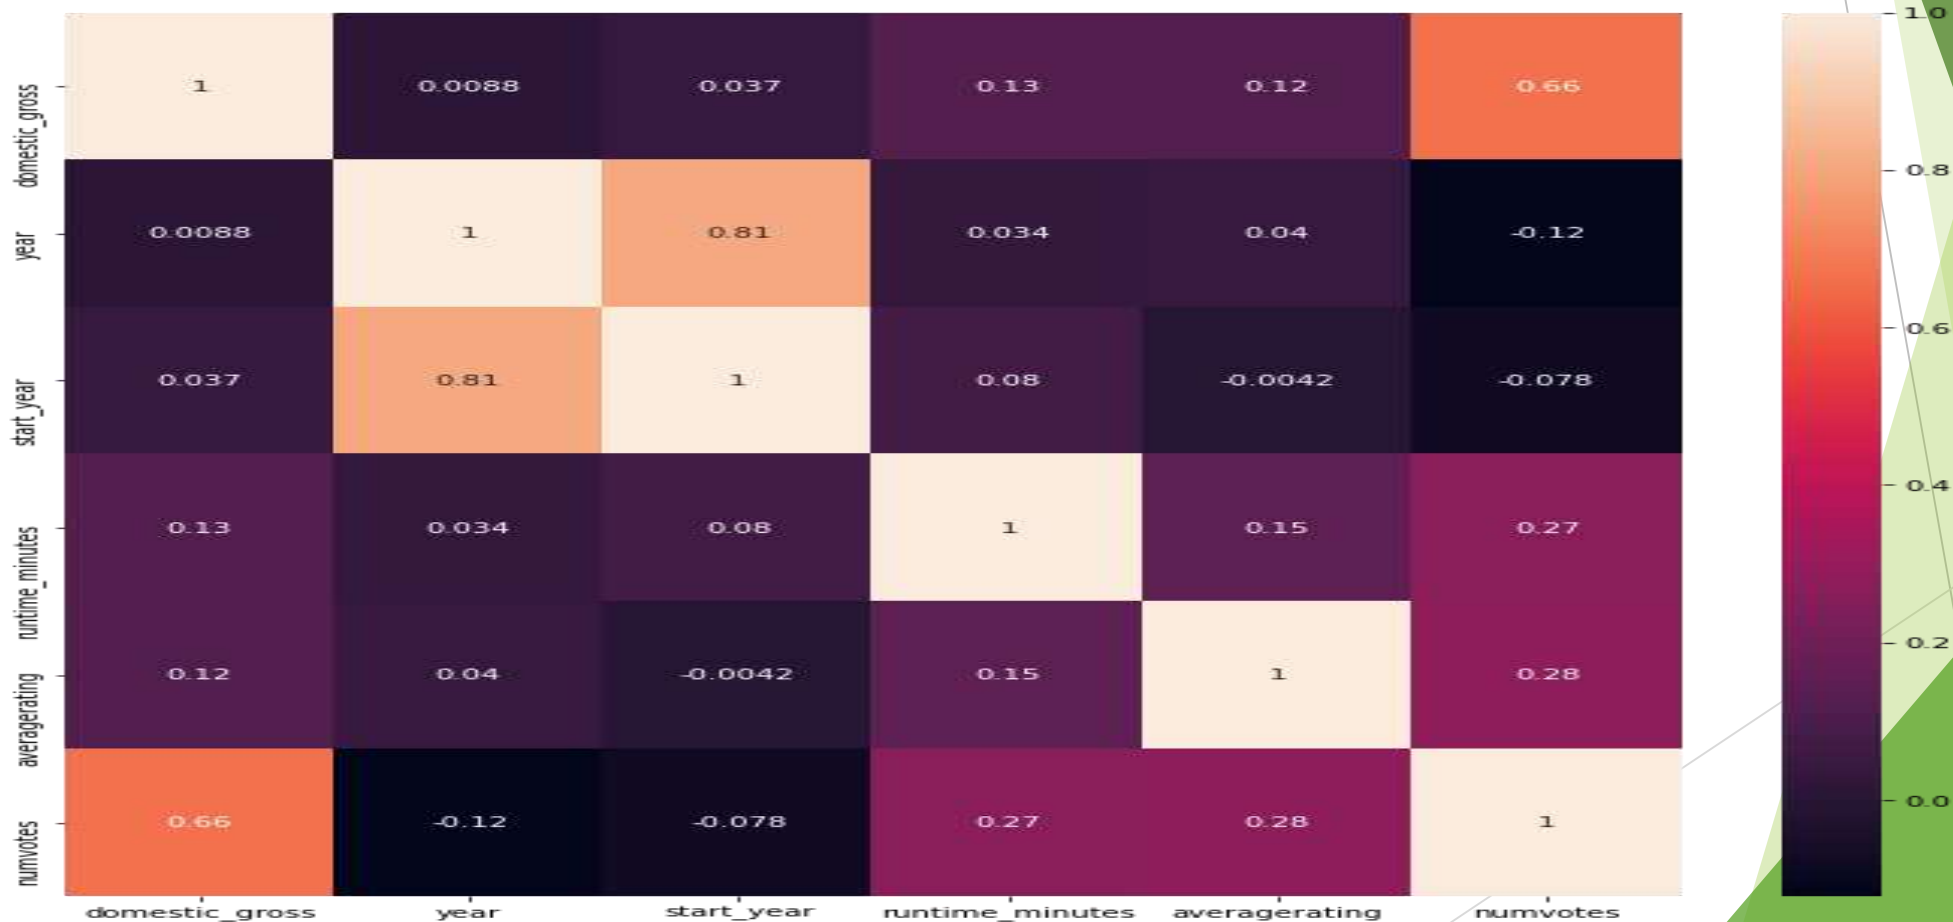 domestic_gross 1 0.0088 0.037 0.13 0.12 0.66
year 0.0088 1 0.81 0.034 0.04 -0.12
start_year 0.037 0.81 1 0.08 -0.0042 -0.078
runtime_minutes 0.13 0.034 0.08 1 0.15 0.27
averagerating 0.12 0.04 -0.0042 0.15 1 0.28
numvotes 0.66 -0.12 -0.078 0.27 0.28 1
domestic_gross year start_year runtime_minutes averagerating numvotes
1.0
0.8
0.6
0.4
0.2
0.0